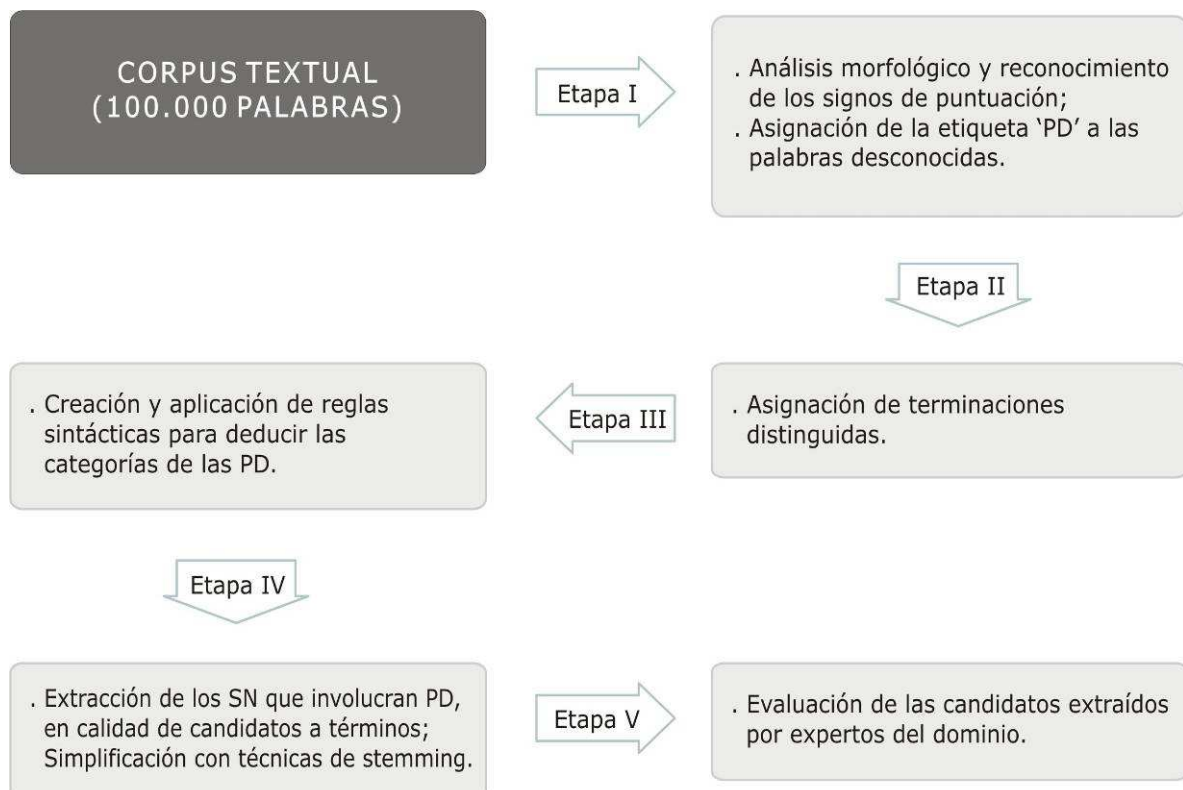 CORPUS TEXTUAL
(100.000 PALABRAS)
Etapa I
. Análisis morfológico y reconocimiento
de los signos de puntuación;
. Asignación de la etiqueta ‘PD’ a las
palabras desconocidas.
Etapa II
. Asignación de terminaciones
distinguidas.
Etapa III
. Creación y aplicación de reglas
sintácticas para deducir las
categorías de las PD.
Etapa IV
. Extracción de los SN que involucran PD,
en calidad de candidatos a términos;
Simplificación con técnicas de stemming.
Etapa V
. Evaluación de las candidatos extraídos
por expertos del dominio.